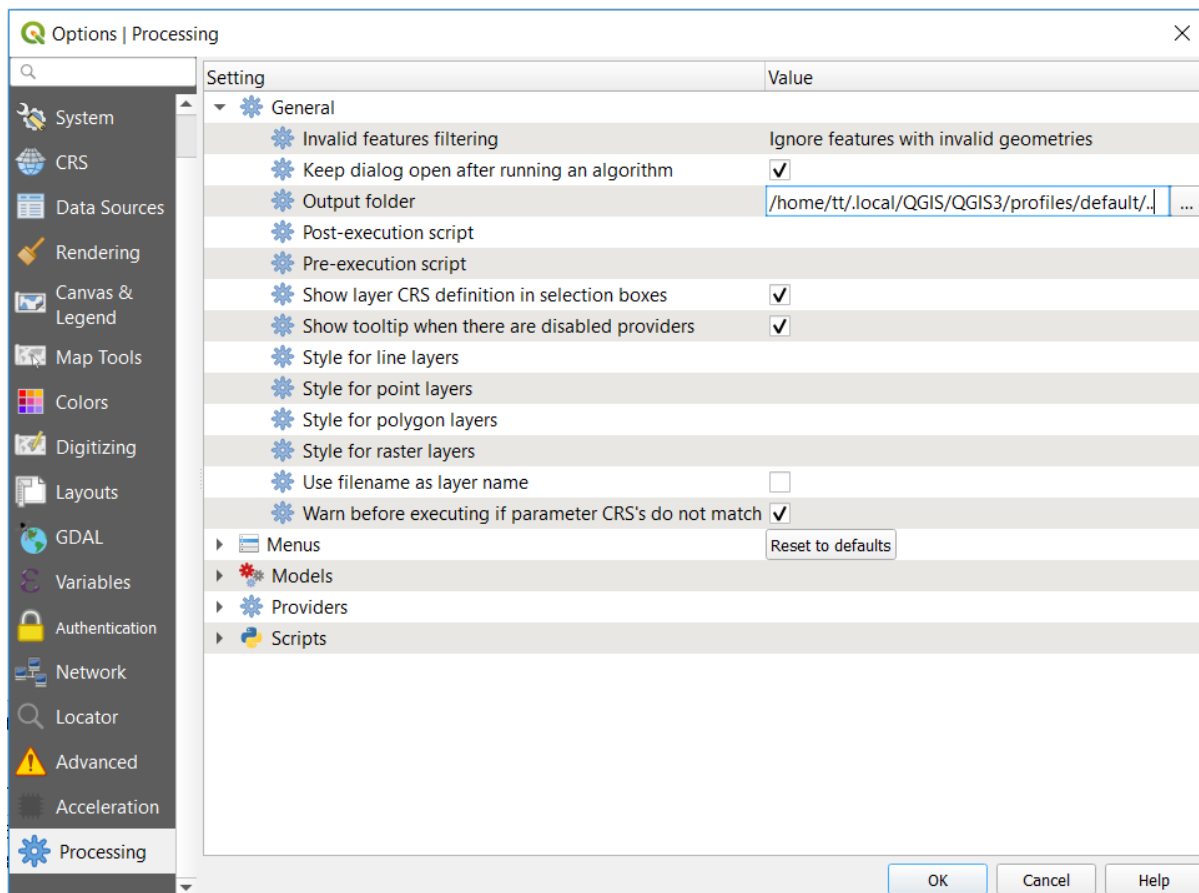 Options | Processing
Setting Value
System
CRS
Data Sources
Rendering
Canvas &
Legend
Map Tools
Colors
Digitizing
Layouts
GDAL
Variables
Authentication
Network
Locator
Advanced
Acceleration
Processing
General
Invalid features filtering Ignore features with invalid geometries
Keep dialog open after running an algorithm
Output folder /home/tt/.local/QGIS/QGIS3/profiles/default/.. ...
Post-execution script
Pre-execution script
Show layer CRS definition in selection boxes
Show tooltip when there are disabled providers
Style for line layers
Style for point layers
Style for polygon layers
Style for raster layers
Use filename as layer name
Warn before executing if parameter CRS's do not match
Menus Reset to defaults
Models
Providers
Scripts
OK Cancel Help